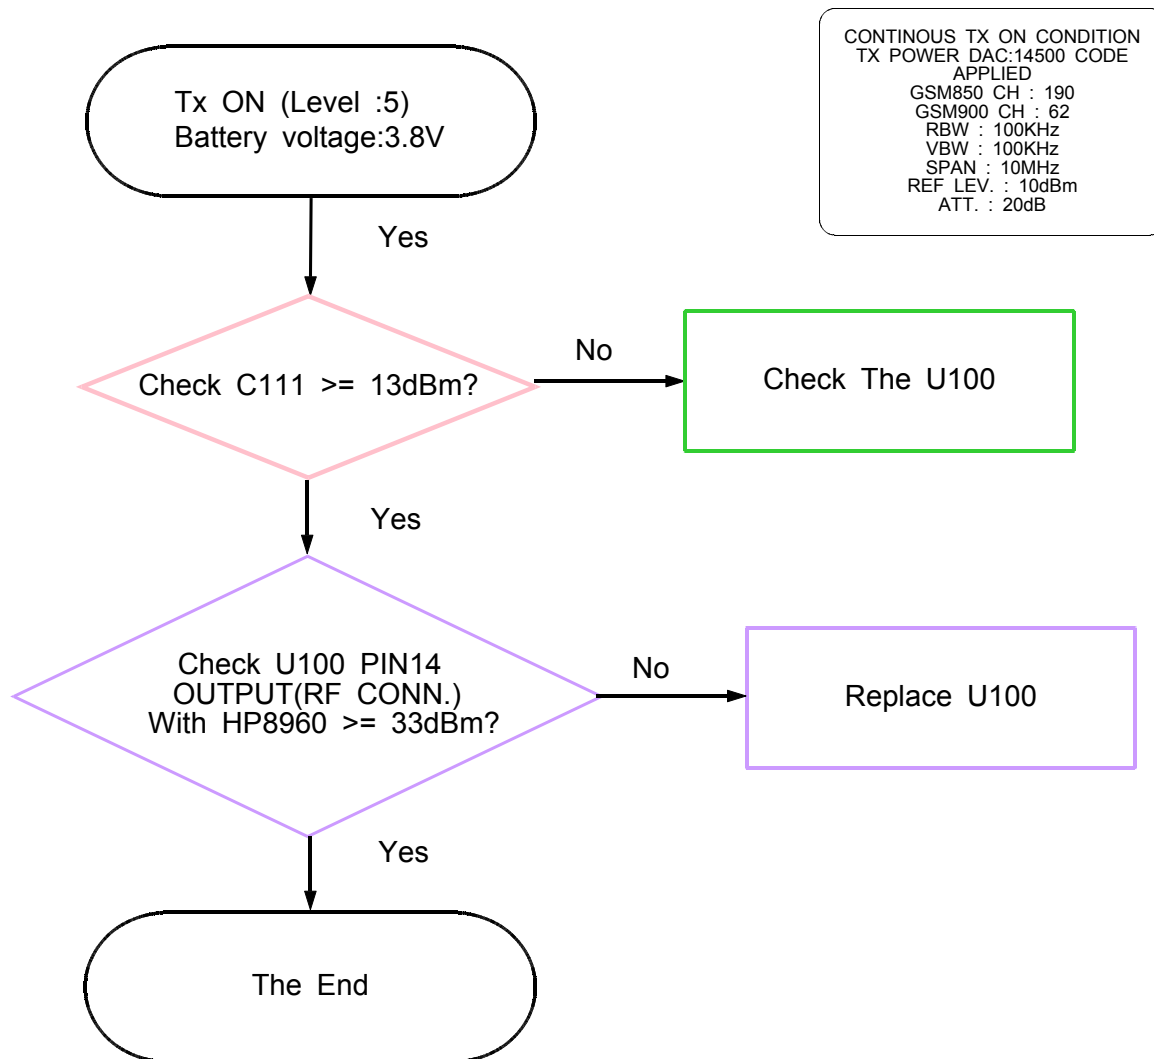 CONTINOUS TX ON CONDITION
TX POWER DAC:14500 CODE
APPLIED
GSM850 CH : 190
GSM900 CH : 62
RBW : 100KHz
VBW : 100KHz
SPAN : 10MHz
REF LEV. : 10dBm
ATT. : 20dB
Tx ON (Level :5)
Battery voltage:3.8V
Yes
Check C111 >= 13dBm?
No
Check The U100
Yes
Check U100 PIN14
OUTPUT(RF CONN.)
With HP8960 >= 33dBm?
No
Replace U100
Yes
The End